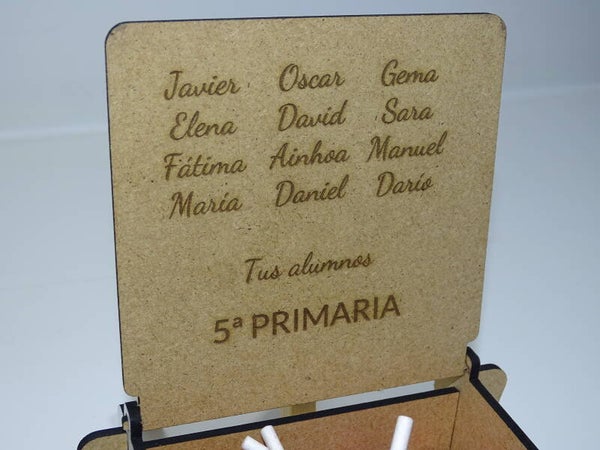 Javier Oscar Gema
Elena David Sara
Fátima Ainhoa Manuel
María Daniel Darío
Tus alumnos
5ª PRIMARIA